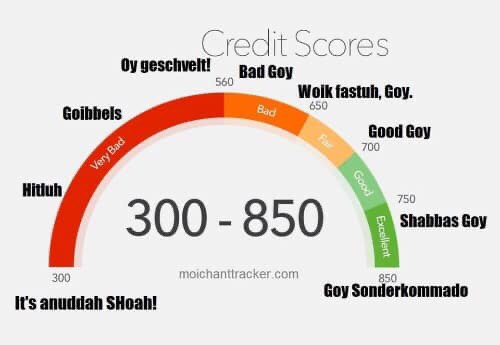 Credit Scores
Oy geschvelt!
560
Bad Goy
Woik fastuh, Goy.
Bad
650
Goibbels
Good Goy
Fair
700
Very Bad
Good
Hitluh
750
300 - 850
Shabbas Goy
Excellent
moichanttracker.com
300
850
Goy Sonderkommado
It's anuddah SHoah!